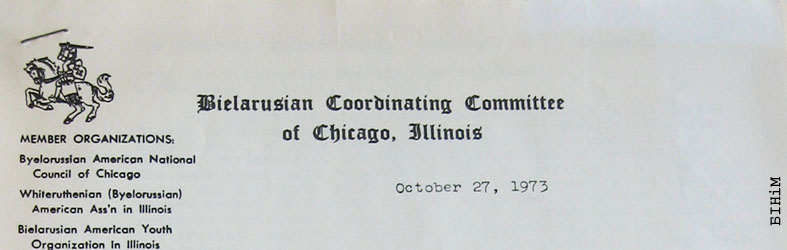 Bielarusian Coordinating Committee
of Chicago, Illinois
MEMBER ORGANIZATIONS:
Byelorussian American National
Council of Chicago
Whiteruthenian (Byelorussian)
American Ass'n in Illinois
Bielarusian American Youth
Organization In Illinois
October 27, 1973
БІНіМ